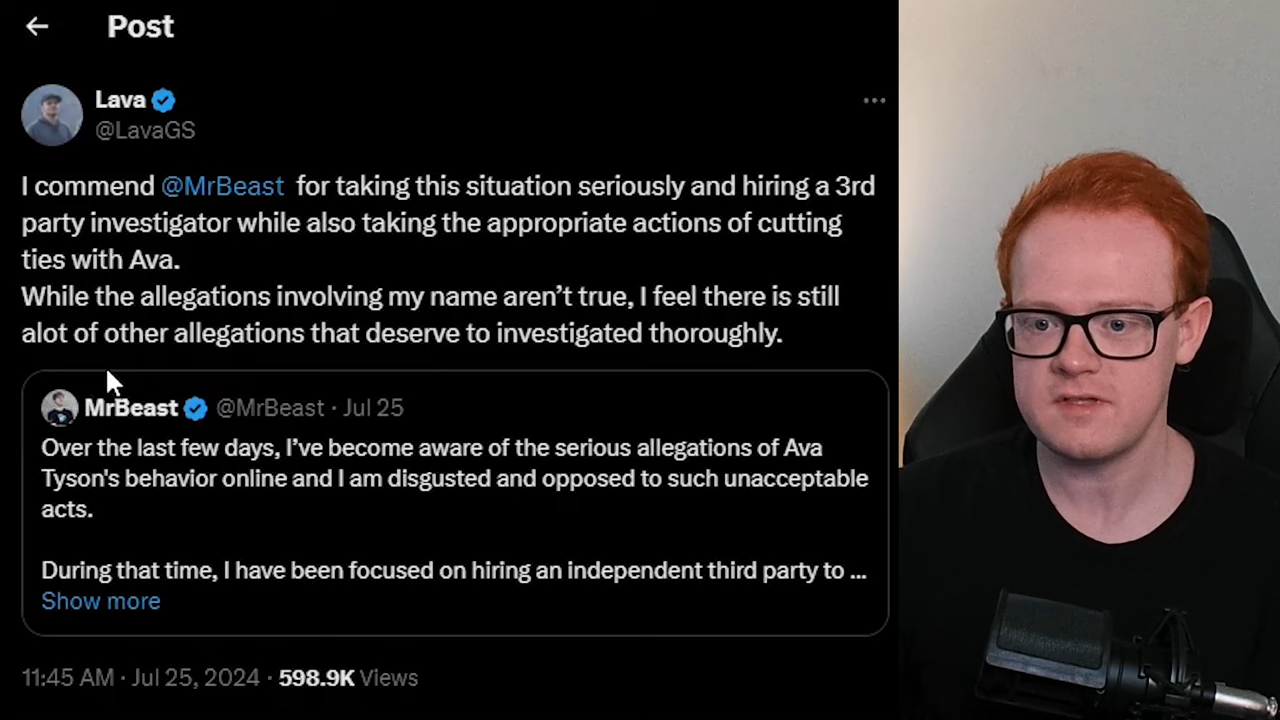 Post
Lava
@LavaGS
I commend @MrBeast for taking this situation seriously and hiring a 3rd
party investigator while also taking the appropriate actions of cutting
ties with Ava.
While the allegations involving my name aren’t true, I feel there is still
alot of other allegations that deserve to investigated thoroughly.
MrBeast @MrBeast · Jul 25
Over the last few days, I’ve become aware of the serious allegations of Ava
Tyson's behavior online and I am disgusted and opposed to such unacceptable
acts.
During that time, I have been focused on hiring an independent third party to ...
Show more
11:45 AM · Jul 25, 2024 · 598.9K Views